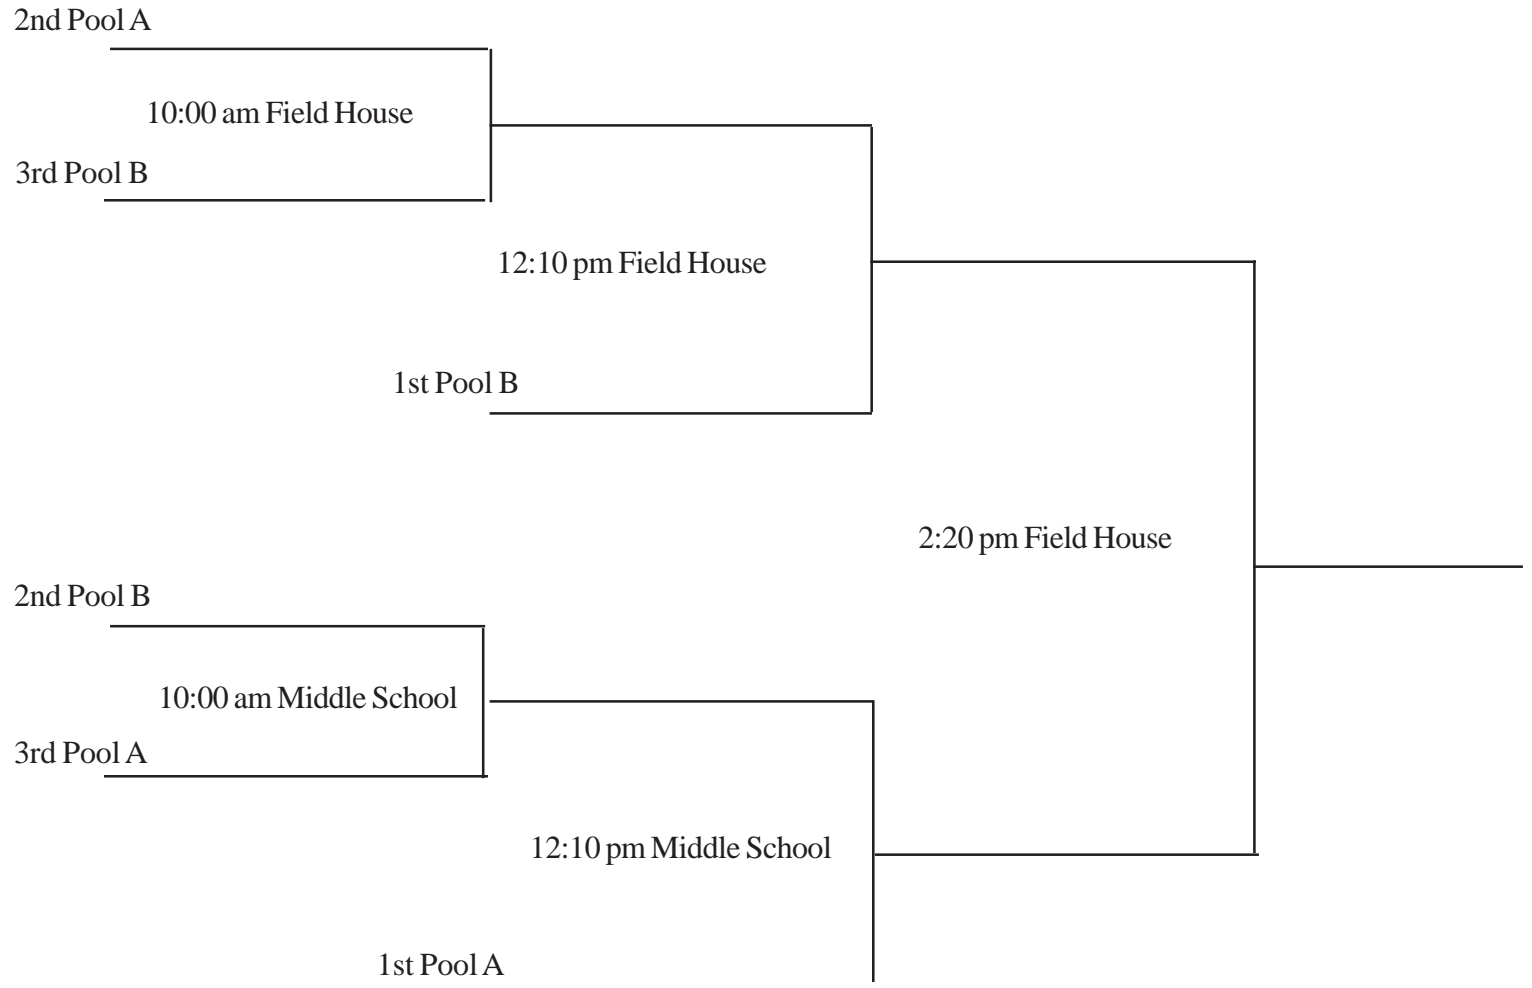 2nd Pool A
10:00 am Field House
3rd Pool B
12:10 pm Field House
1st Pool B
2:20 pm Field House
2nd Pool B
10:00 am Middle School
3rd Pool A
12:10 pm Middle School
1st Pool A